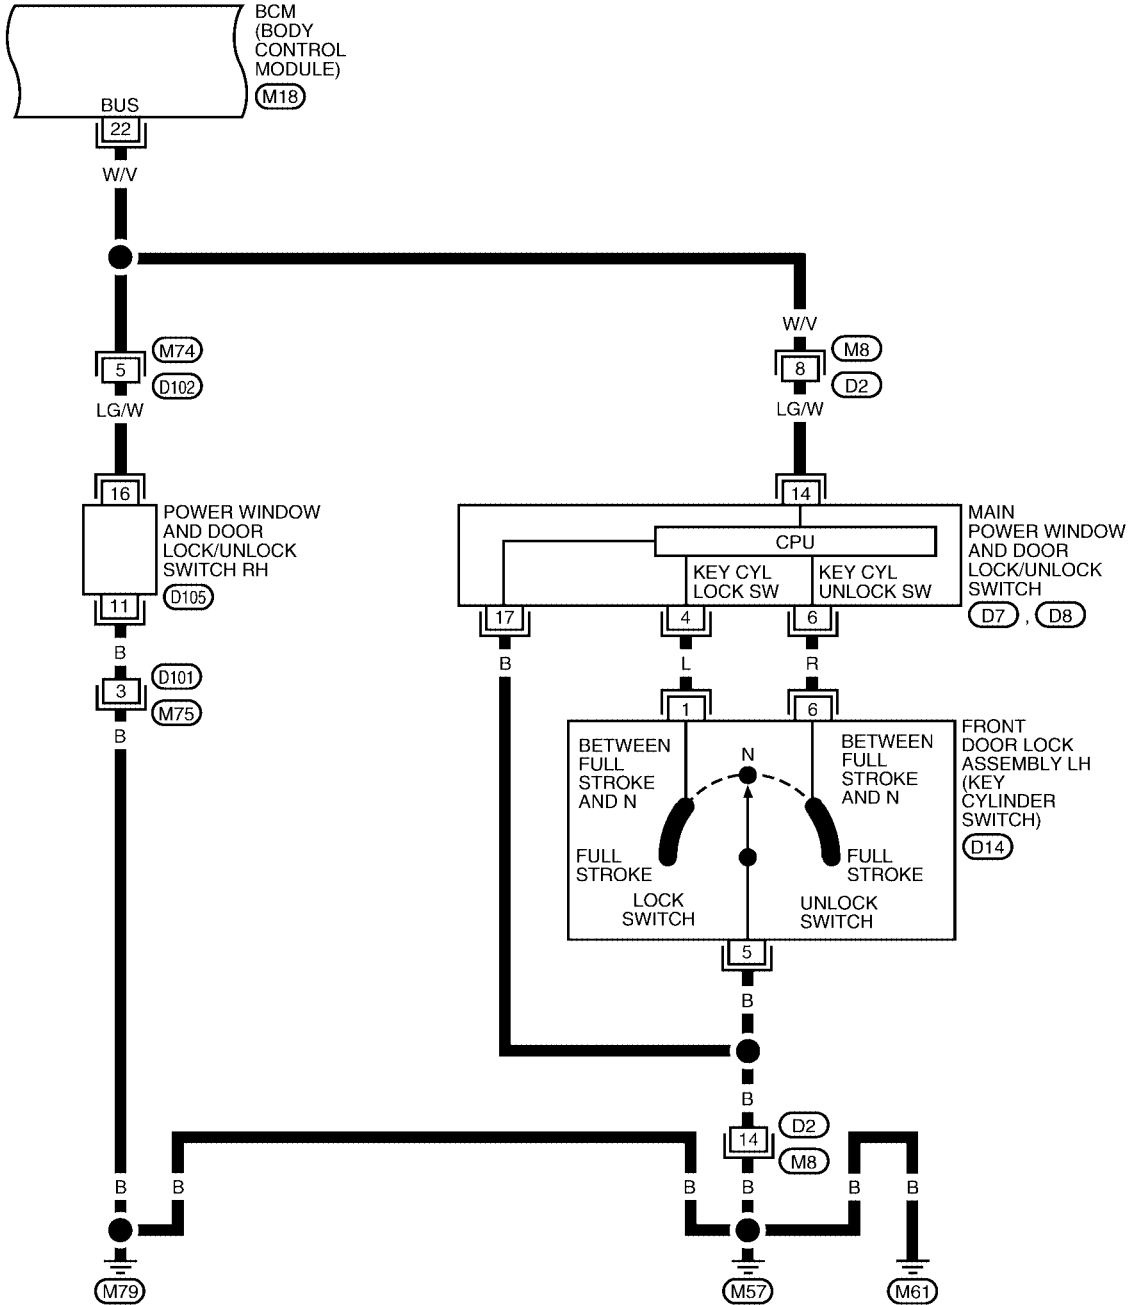 BCM
(BODY
CONTROL
MODULE)
M18
BUS
22
W/V
W/V
M74
5
D102
LG/W
M8
8
D2
LG/W
16
POWER WINDOW
AND DOOR
LOCK/UNLOCK
SWITCH RH
D105
11
B
D101
3
M75
B
14
MAIN
POWER WINDOW
AND DOOR
LOCK/UNLOCK
SWITCH
D7 , D8
CPU
KEY CYL
LOCK SW
KEY CYL
UNLOCK SW
17
4
6
B
L
R
1
6
FRONT
DOOR LOCK
ASSEMBLY LH
(KEY
CYLINDER
SWITCH)
D14
BETWEEN
FULL
STROKE
AND N
N
BETWEEN
FULL
STROKE
AND N
FULL
STROKE
FULL
STROKE
LOCK
SWITCH
UNLOCK
SWITCH
5
B
B
D2
14
M8
B
B
B
B
B
B
M79
M57
M61